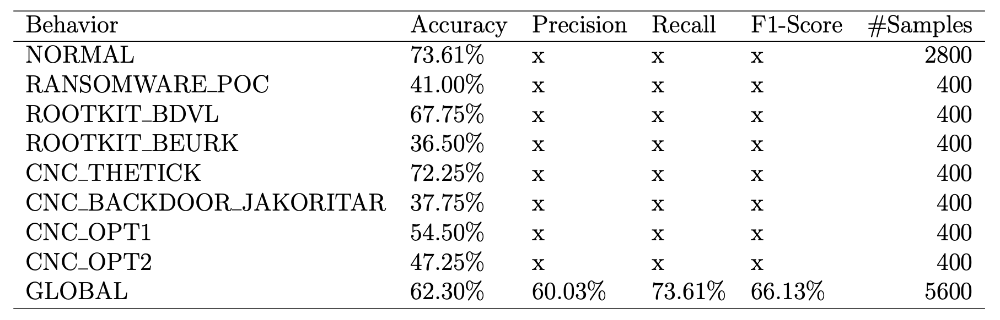 Behavior Accuracy Precision Recall F1-Score #Samples
NORMAL 73.61% x x x 2800
RANSOMWARE_POC 41.00% x x x 400
ROOTKIT_BDVL 67.75% x x x 400
ROOTKIT_BEURK 36.50% x x x 400
CNC_THETICK 72.25% x x x 400
CNC_BACKDOOR_JAKORITAR 37.75% x x x 400
CNC_OPT1 54.50% x x x 400
CNC_OPT2 47.25% x x x 400
GLOBAL 62.30% 60.03% 73.61% 66.13% 5600